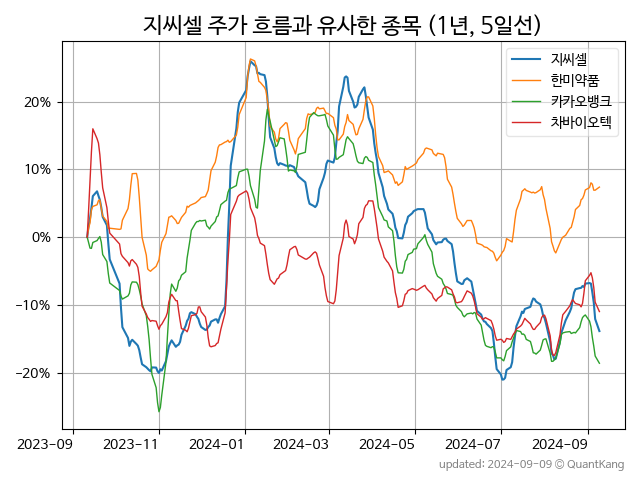 지씨셀 주가 흐름과 유사한 종목 (1년, 5일선)
지씨셀
한미약품
카카오뱅크
차바이오텍
20%
10%
0%
−10%
−20%
2023-09 2023-11 2024-01 2024-03 2024-05 2024-07 2024-09
updated: 2024-09-09 © QuantKang